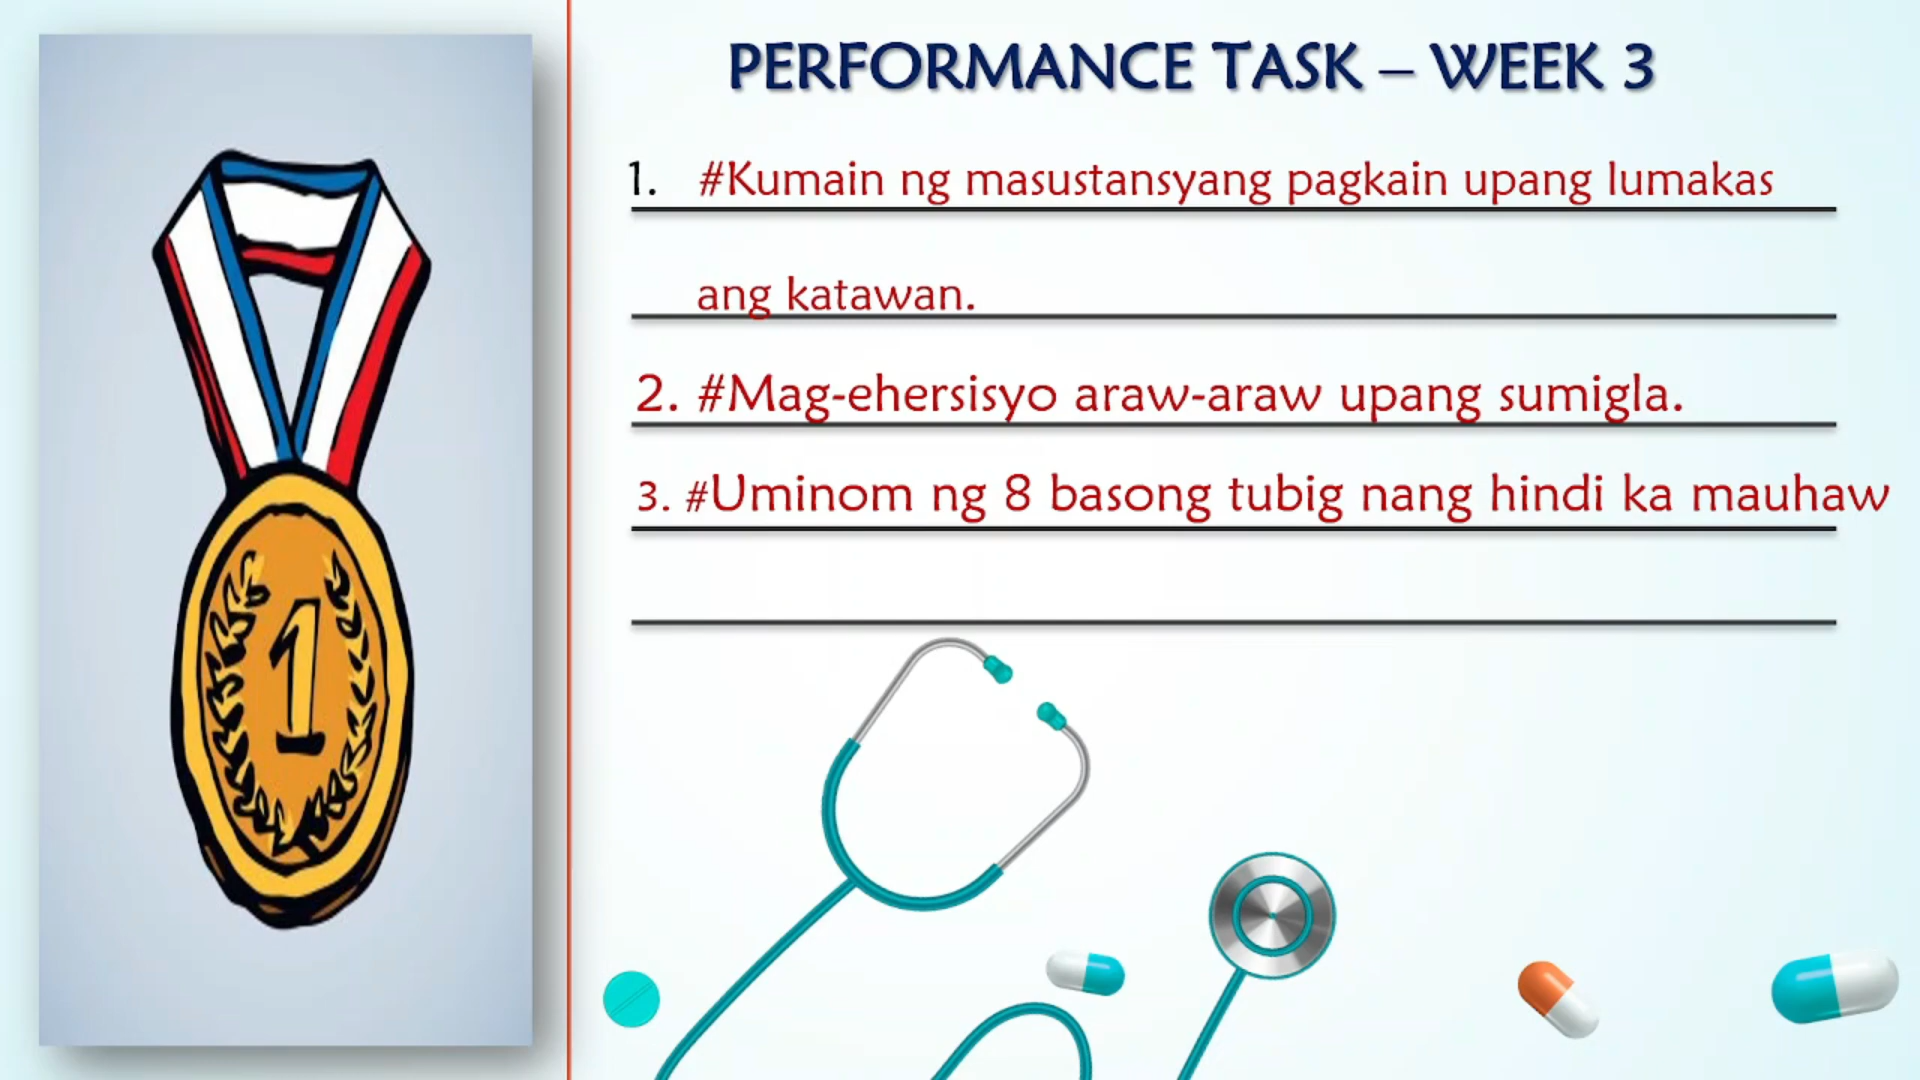 PERFORMANCE TASK – WEEK 3
1. #Kumain ng masustansyang pagkain upang lumakas
ang katawan.
2. #Mag-ehersisyo araw-araw upang sumigla.
3. #Uminom ng 8 basong tubig nang hindi ka mauhaw
1